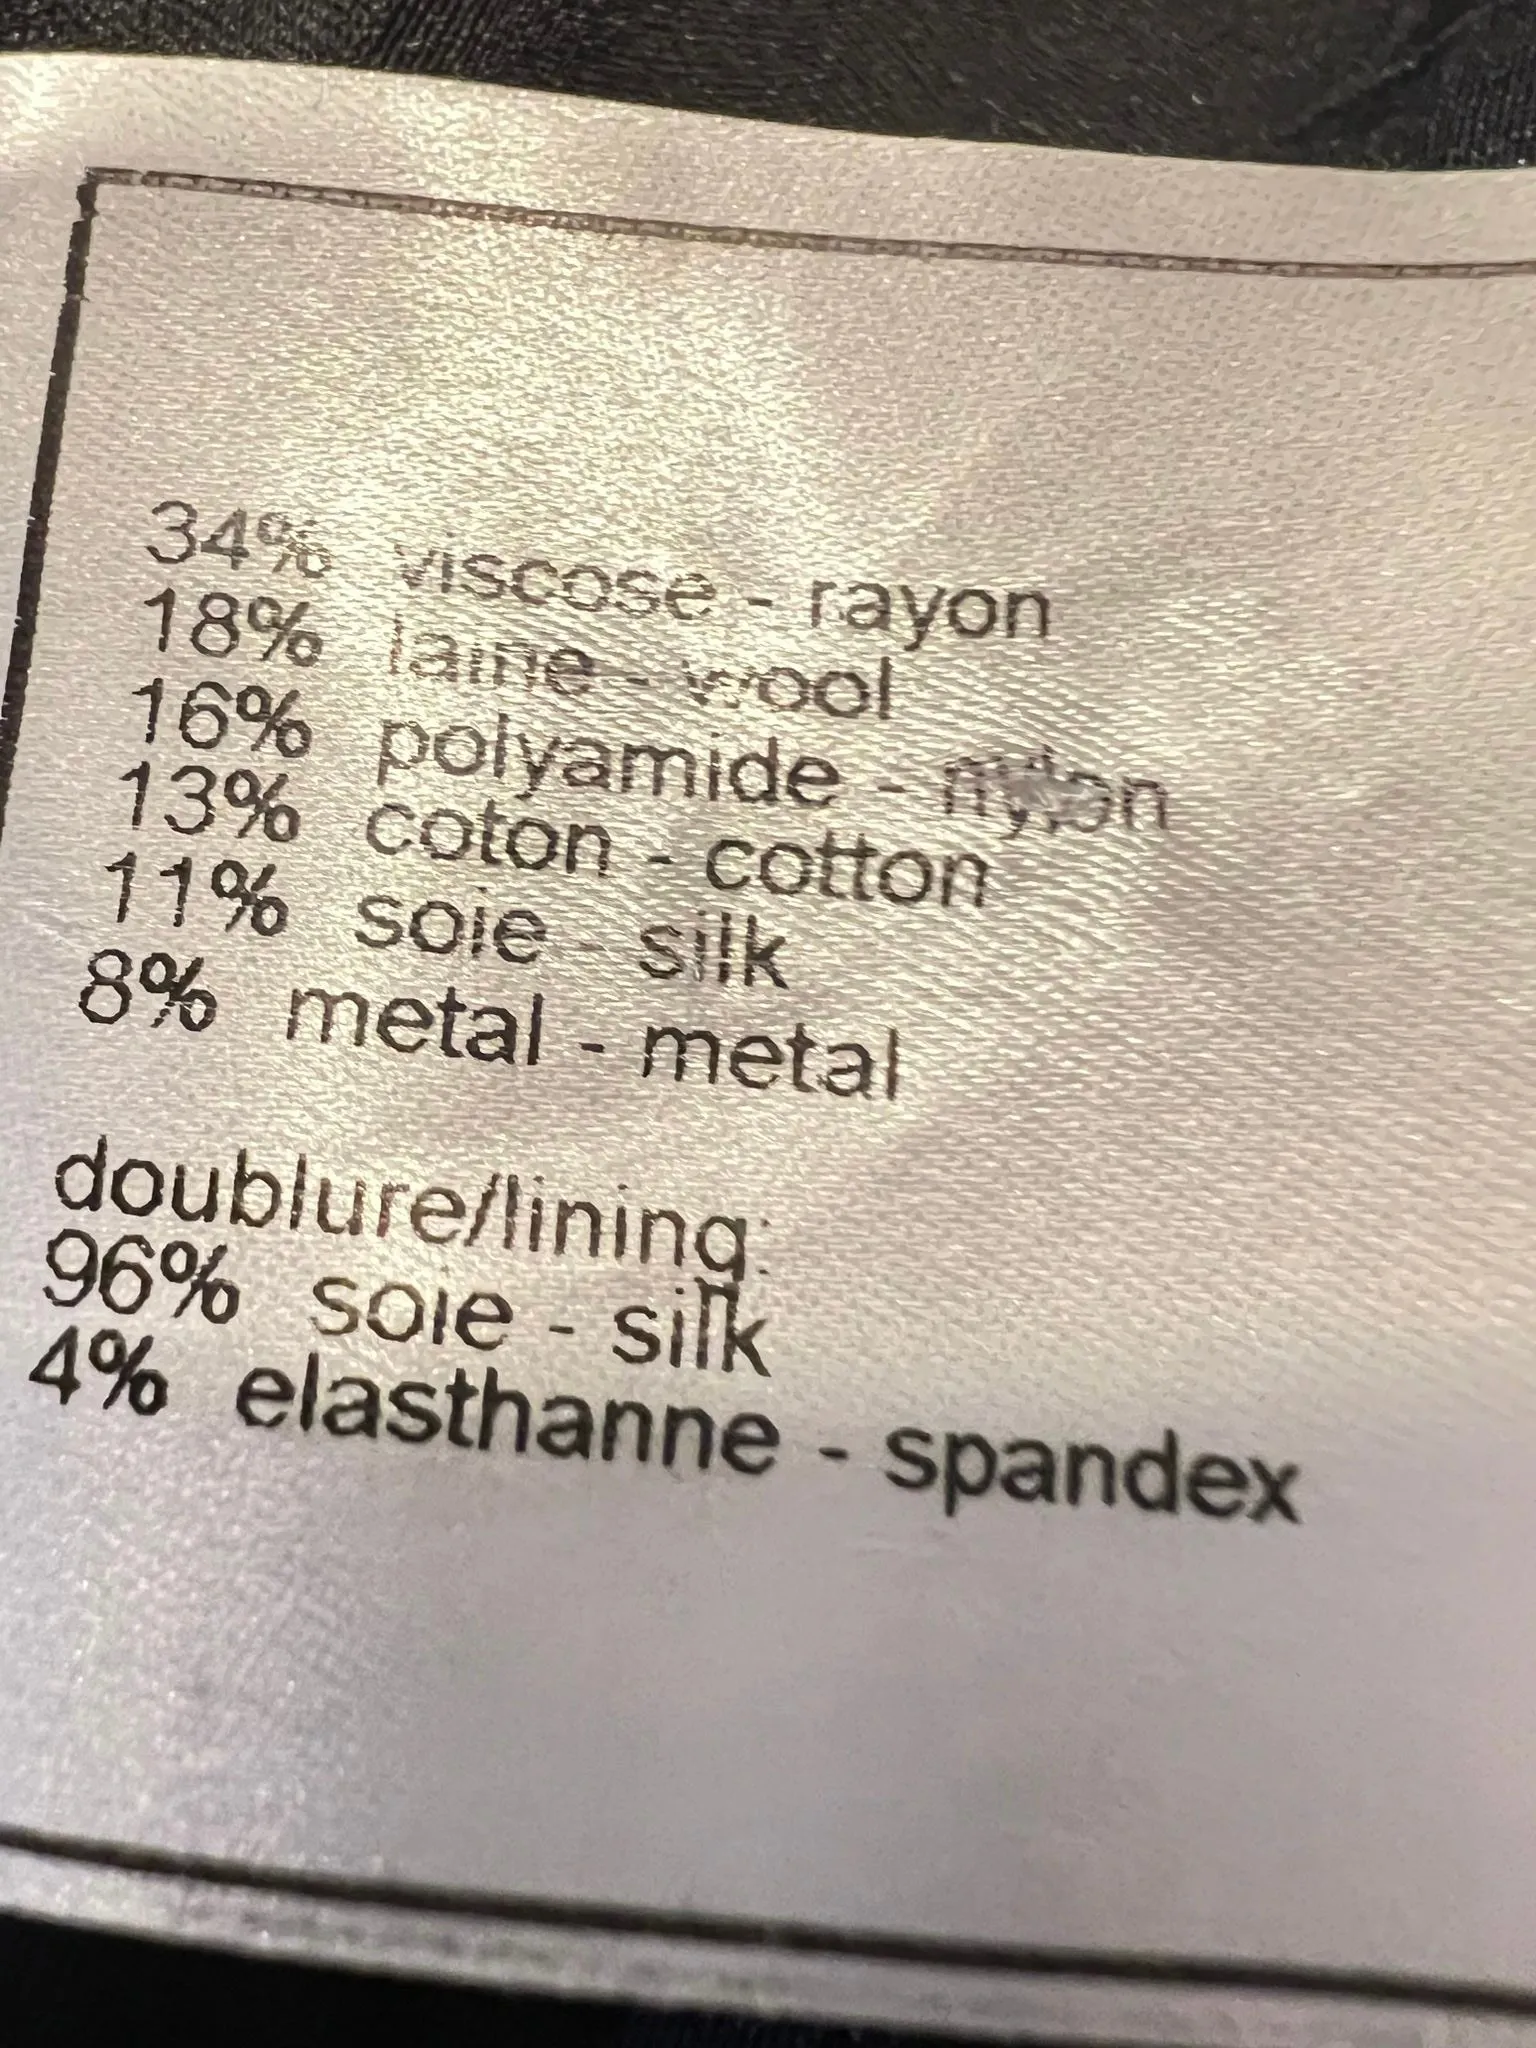 34% viscose - rayon
18% laine - wool
16% polyamide - nylon
13% coton - cotton
11% soie - silk
8% metal - metal
doublure/lining:
96% soie - silk
4% elasthanne - spandex